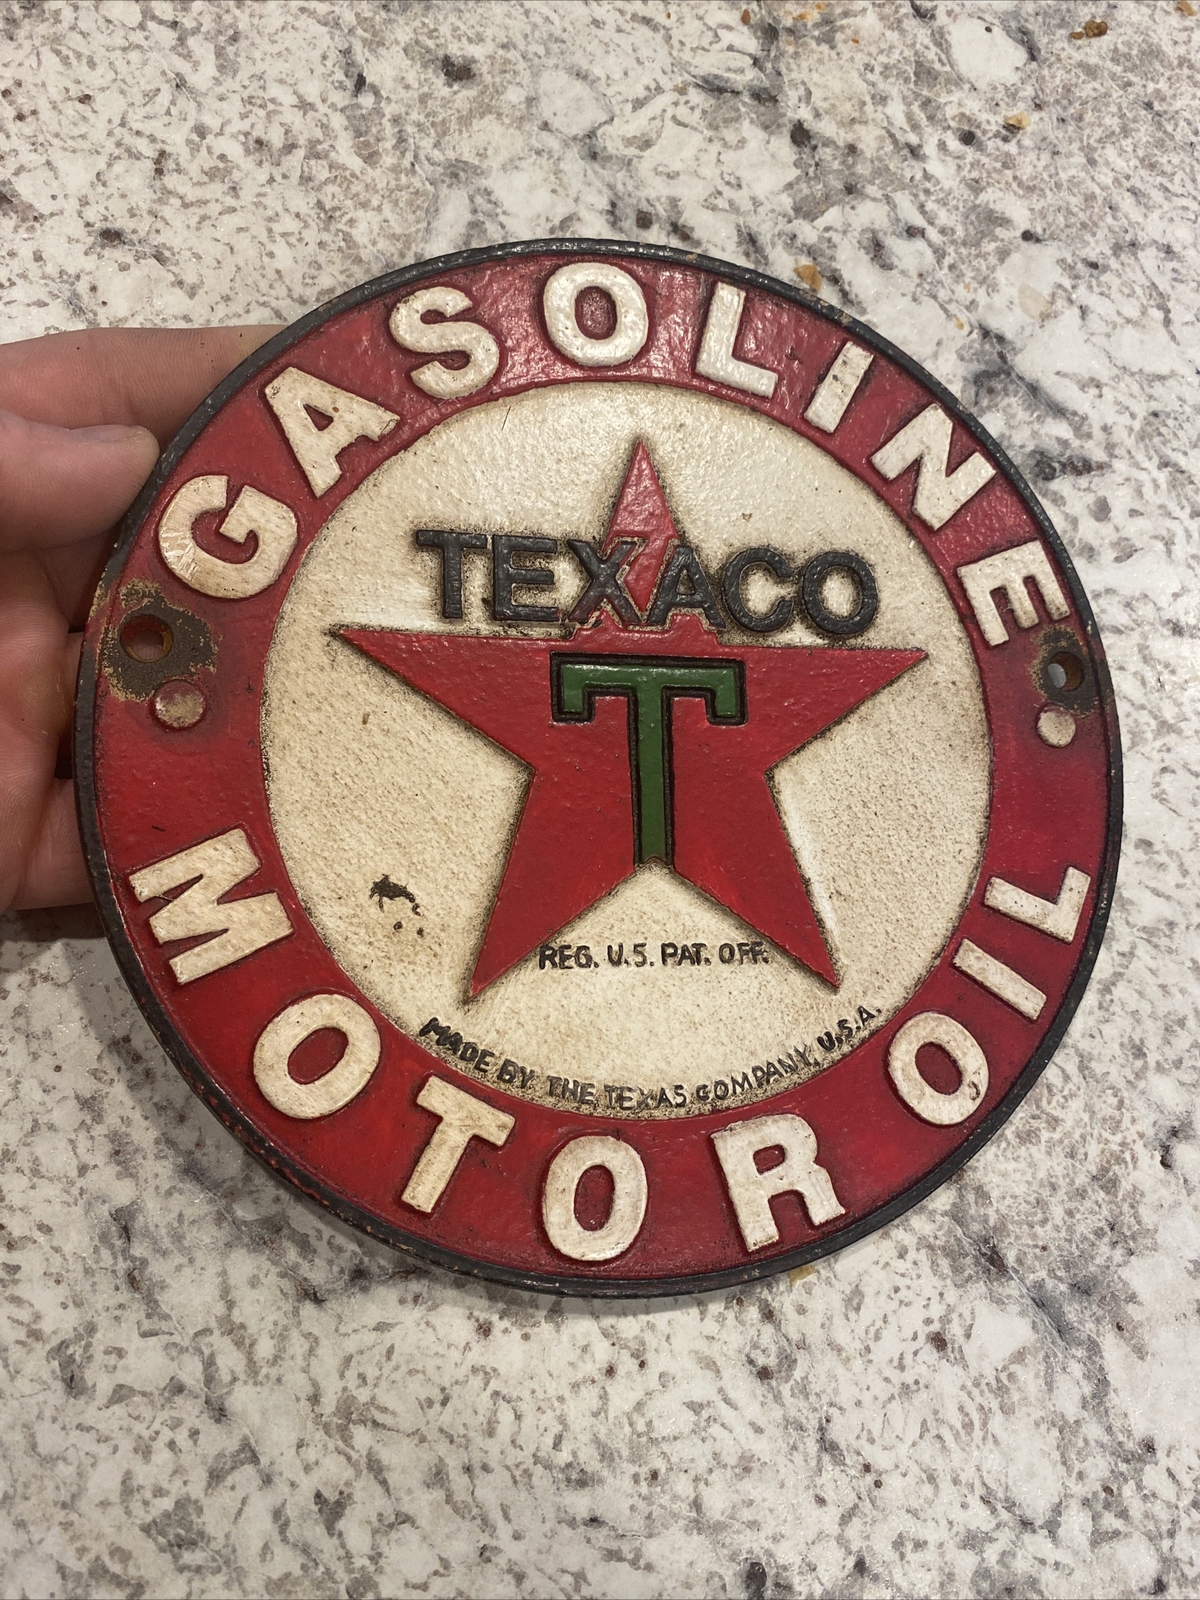 GASOLINE
TEXACO
T
REG. U.S. PAT. OFF.
MADE BY THE TEXAS COMPANY, U.S.A.
MOTOR OIL